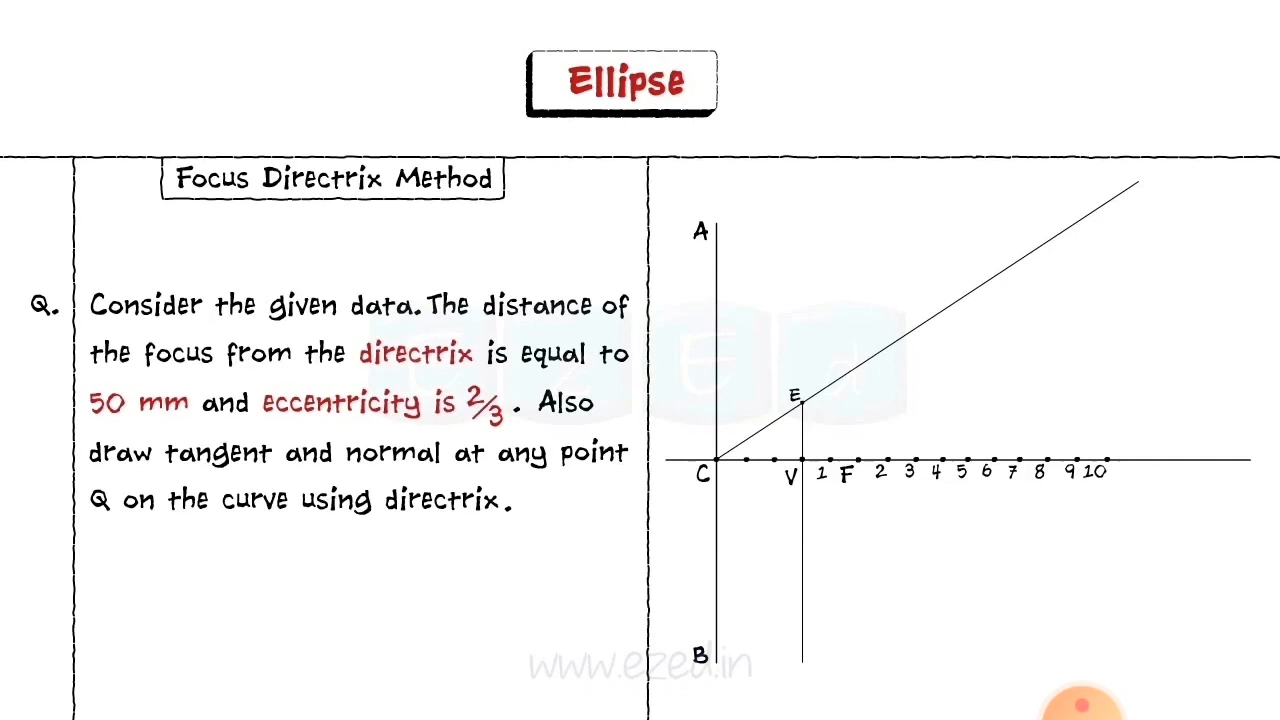 Ellipse
Focus Directrix Method
Q. Consider the given data. The distance of
the focus from the directrix is equal to
50 mm and eccentricity is 2/3. Also
draw tangent and normal at any point
Q on the curve using directrix.
A
E
C V 1 F 2 3 4 5 6 7 8 9 10
B
ezEd
www.ezed.in